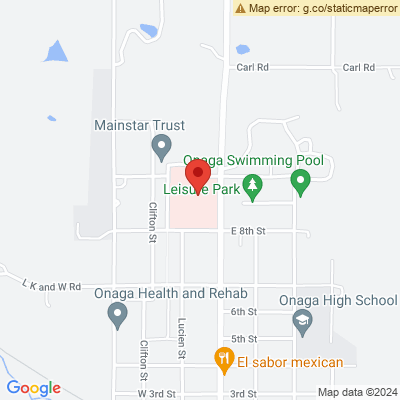 Map error: g.co/staticmaperror
Carl Rd
Carl Rd
Mainstar Trust
Onaga Swimming Pool
Leisure Park
Clifton St
E 8th St
L K and W Rd
Onaga Health and Rehab
Onaga High School
6th St
Lucien St
5th St
Clifton St
El sabor mexican
Google
W 3rd St
3rd St
Map data ©2024